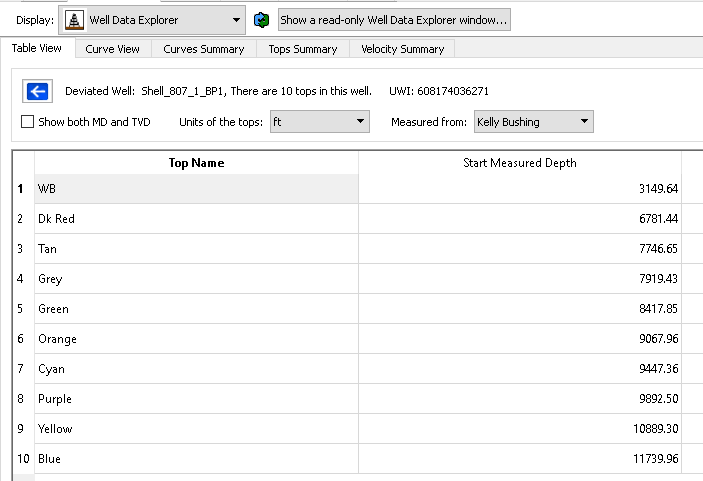 Display: Well Data Explorer Show a read-only Well Data Explorer window...
Table View Curve View Curves Summary Tops Summary Velocity Summary
Deviated Well: Shell_807_1_BP1, There are 10 tops in this well. UWI: 608174036271
Show both MD and TVD Units of the tops: ft Measured from: Kelly Bushing
Top Name Start Measured Depth
1 WB 3149.64
2 Dk Red 6781.44
3 Tan 7746.65
4 Grey 7919.43
5 Green 8417.85
6 Orange 9067.96
7 Cyan 9447.36
8 Purple 9892.50
9 Yellow 10889.30
10 Blue 11739.96